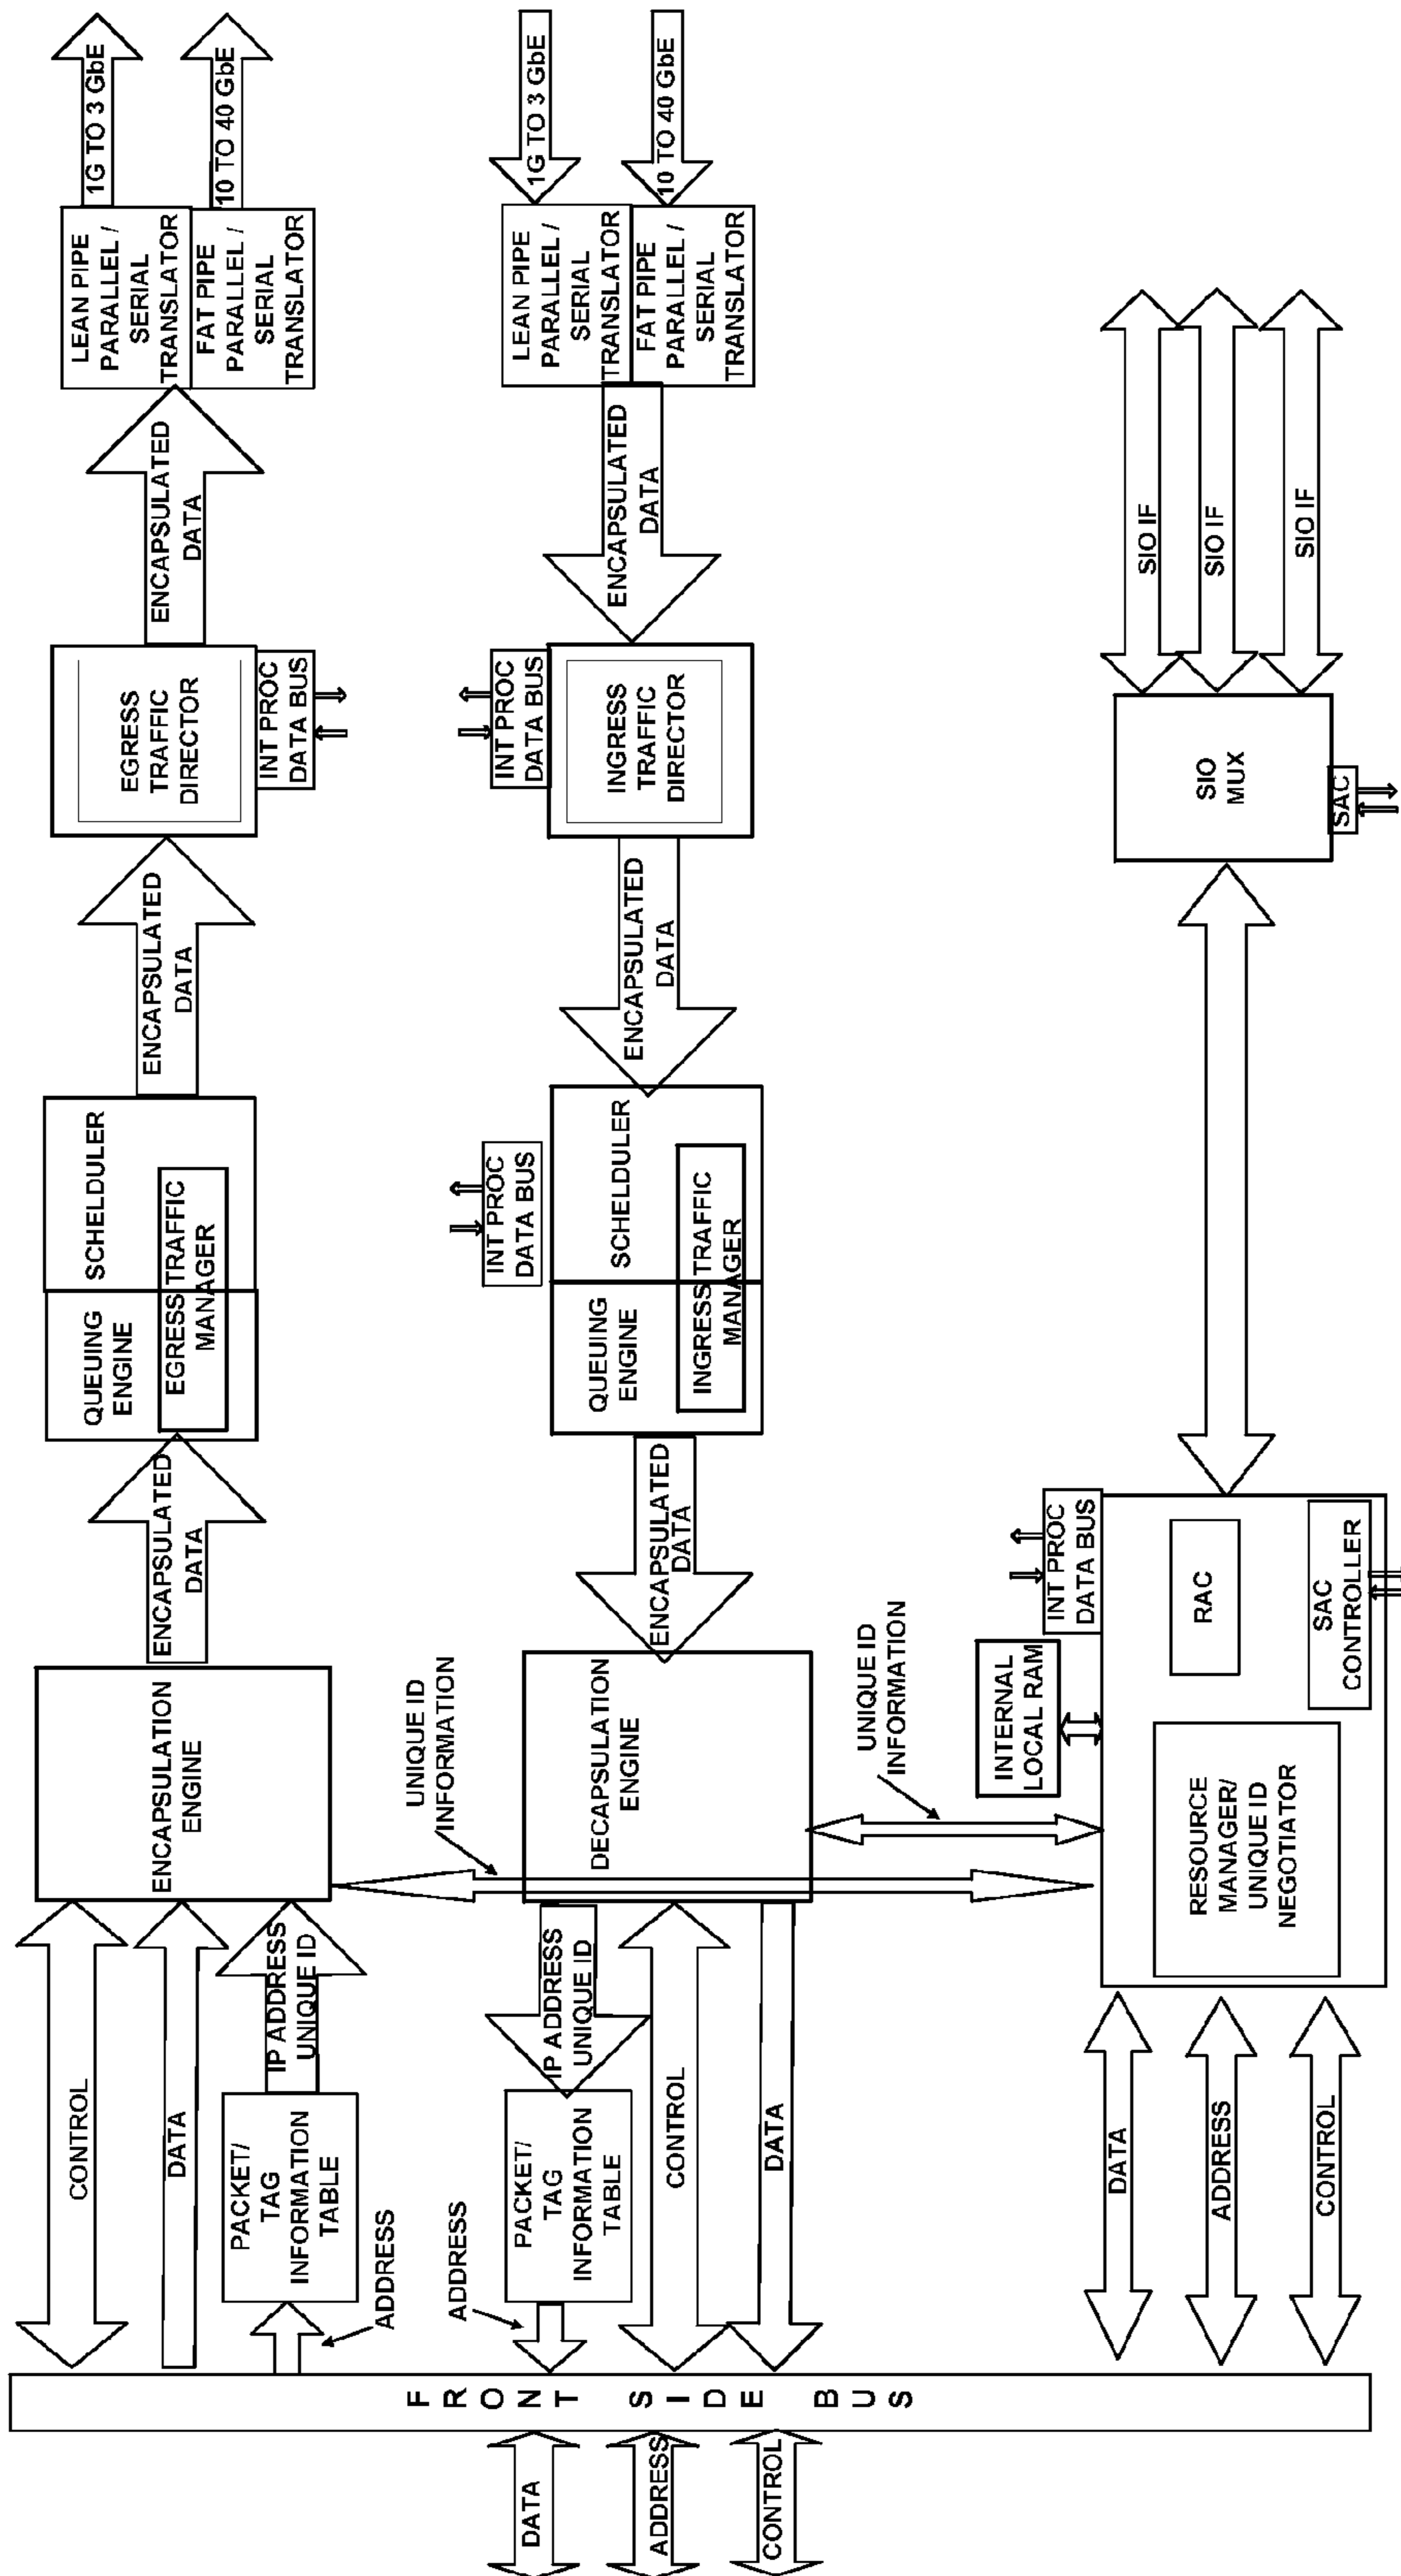 CONTROL
DATA
PACKET/
TAG
INFORMATION
TABLE
IP ADDRESS
UNIQUE ID
ADDRESS
ENCAPSULATION
ENGINE
ENCAPSULATED
DATA
QUEUING
ENGINE
SCHELDULER
EGRESS TRAFFIC
MANAGER
ENCAPSULATED
DATA
EGRESS
TRAFFIC
DIRECTOR
INT PROC
DATA BUS
ENCAPSULATED
DATA
LEAN PIPE
PARALLEL /
SERIAL
TRANSLATOR
FAT PIPE
PARALLEL /
SERIAL
TRANSLATOR
1G TO 3 GbE
10 TO 40 GbE
UNIQUE ID
INFORMATION
ADDRESS
PACKET/
TAG
INFORMATION
TABLE
IP ADDRESS
UNIQUE ID
CONTROL
DATA
DECAPSULATION
ENGINE
ENCAPSULATED
DATA
QUEUING
ENGINE
SCHELDULER
INGRESS TRAFFIC
MANAGER
INT PROC
DATA BUS
ENCAPSULATED
DATA
INT PROC
DATA BUS
INGRESS
TRAFFIC
DIRECTOR
ENCAPSULATED
DATA
LEAN PIPE
PARALLEL /
SERIAL
TRANSLATOR
FAT PIPE
PARALLEL /
SERIAL
TRANSLATOR
1G TO 3 GbE
10 TO 40 GbE
FRONT SIDE BUS
DATA
ADDRESS
CONTROL
UNIQUE ID
INFORMATION
INTERNAL
LOCAL RAM
INT PROC
DATA BUS
RESOURCE
MANAGER/
UNIQUE ID
NEGOTIATOR
RAC
SAC
CONTROLLER
DATA
ADDRESS
CONTROL
SIO
MUX
SAC
SIO IF
SIO IF
SIO IF